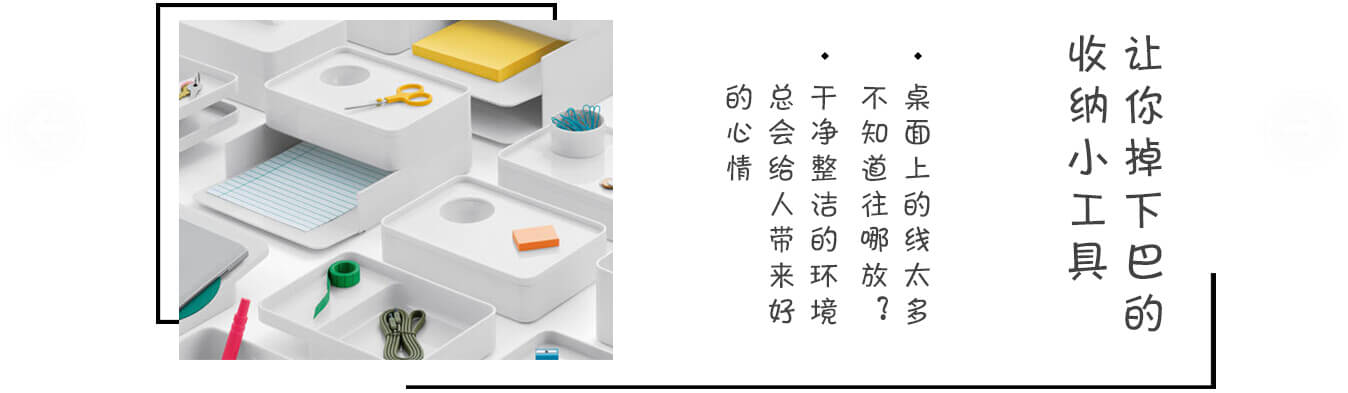 让你掉下巴的
收纳小工具
桌面上的线太多
不知道往哪放？
干净整洁的环境
总会给人带来好
的心情